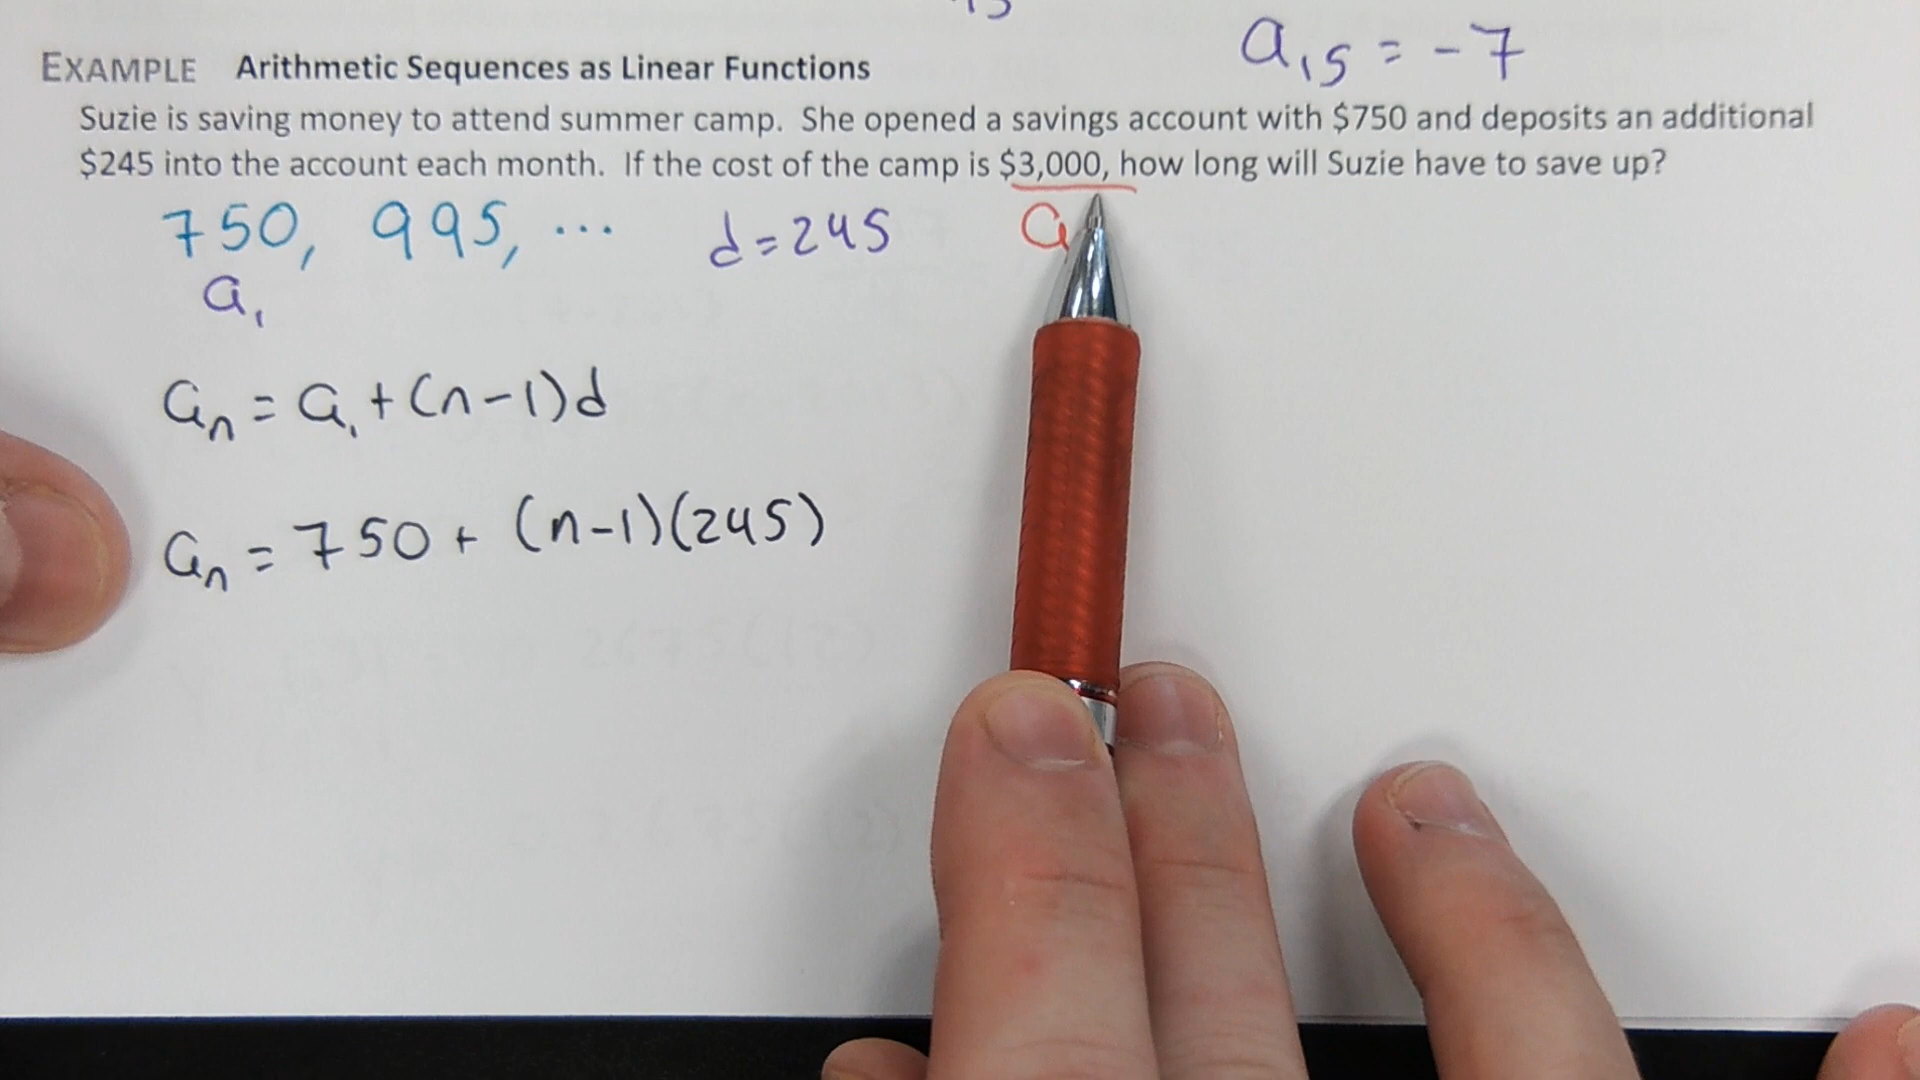 a₁₅ = -7
EXAMPLE Arithmetic Sequences as Linear Functions
Suzie is saving money to attend summer camp. She opened a savings account with $750 and deposits an additional
$245 into the account each month. If the cost of the camp is $3,000, how long will Suzie have to save up?
750, 995, ... d=245 a
a₁
aₙ = a₁ + (n-1)d
aₙ = 750 + (n-1)(245)